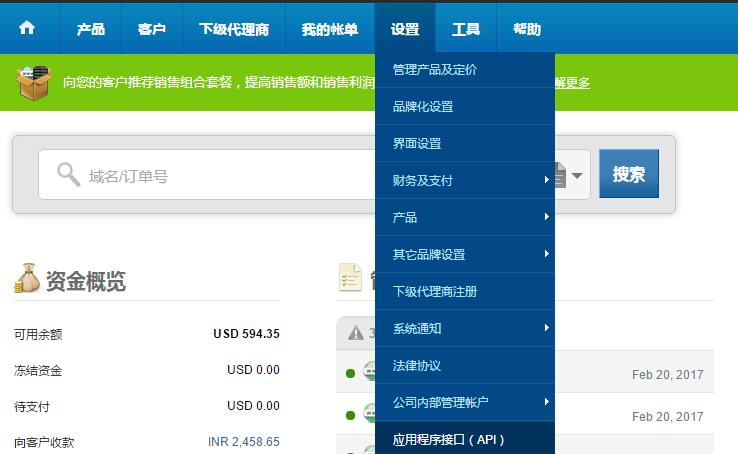 产品 客户 下级代理商 我的帐单 设置 工具 帮助
向您的客户推荐销售组合套餐，提高销售额和销售利润
解更多
管理产品及定价
品牌化设置
界面设置
域名/订单号
搜索
财务及支付
产品
其它品牌设置
下级代理商注册
系统通知
法律协议
公司内部管理帐户
应用程序接口（API）
资金概览
可用余额 USD 594.35
冻结资金 USD 0.00
待支付 USD 0.00
向客户收款 INR 2,458.65
3
Feb 20, 2017
Feb 20, 2017